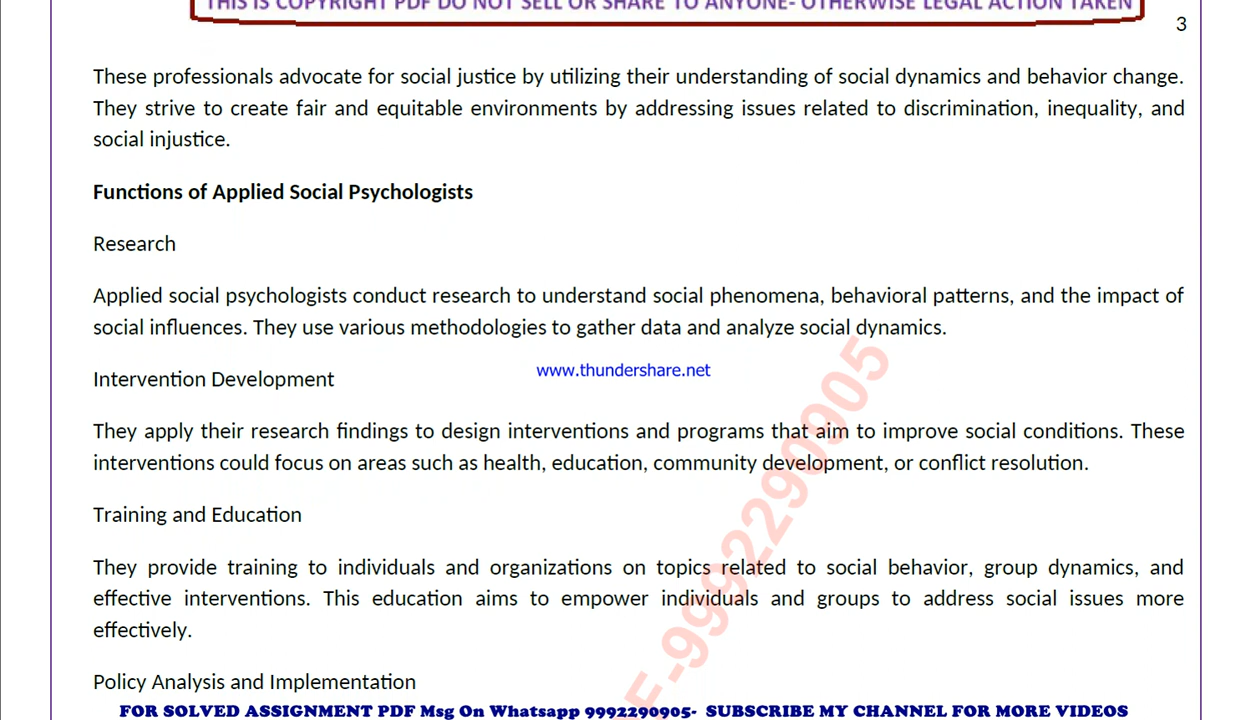 THIS IS COPYRIGHT PDF DO NOT SELL OR SHARE TO ANYONE- OTHERWISE LEGAL ACTION TAKEN
3
These professionals advocate for social justice by utilizing their understanding of social dynamics and behavior change.
They strive to create fair and equitable environments by addressing issues related to discrimination, inequality, and
social injustice.
Functions of Applied Social Psychologists
Research
Applied social psychologists conduct research to understand social phenomena, behavioral patterns, and the impact of
social influences. They use various methodologies to gather data and analyze social dynamics.
www.thundershare.net
Intervention Development
They apply their research findings to design interventions and programs that aim to improve social conditions. These
interventions could focus on areas such as health, education, community development, or conflict resolution.
Training and Education
They provide training to individuals and organizations on topics related to social behavior, group dynamics, and
effective interventions. This education aims to empower individuals and groups to address social issues more
effectively.
Policy Analysis and Implementation
FOR SOLVED ASSIGNMENT PDF Msg On Whatsapp 9992290905- SUBSCRIBE MY CHANNEL FOR MORE VIDEOS
E-9992290905